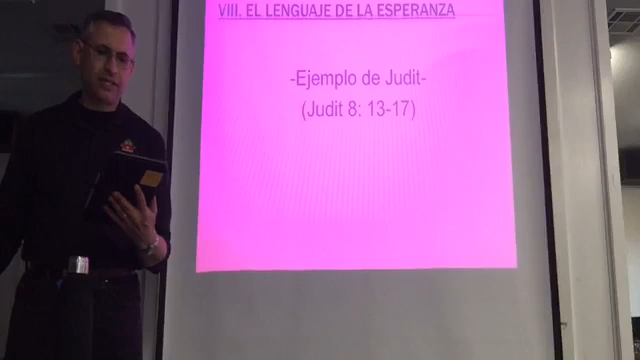 VIII. EL LENGUAJE DE LA ESPERANZA
-Ejemplo de Judit-
(Judit 8: 13-17)